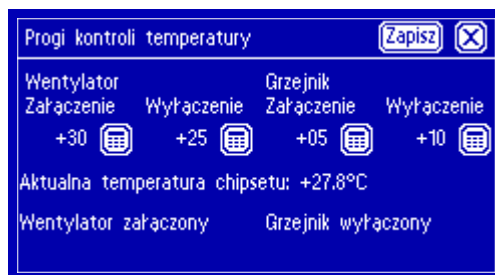 Progi kontroli temperatury Zapisz
Wentylator Grzejnik
Załączenie Wyłączenie Załączenie Wyłączenie
+30 +25 +05 +10
Aktualna temperatura chipsetu: +27.8°C
Wentylator załączony Grzejnik wyłączony